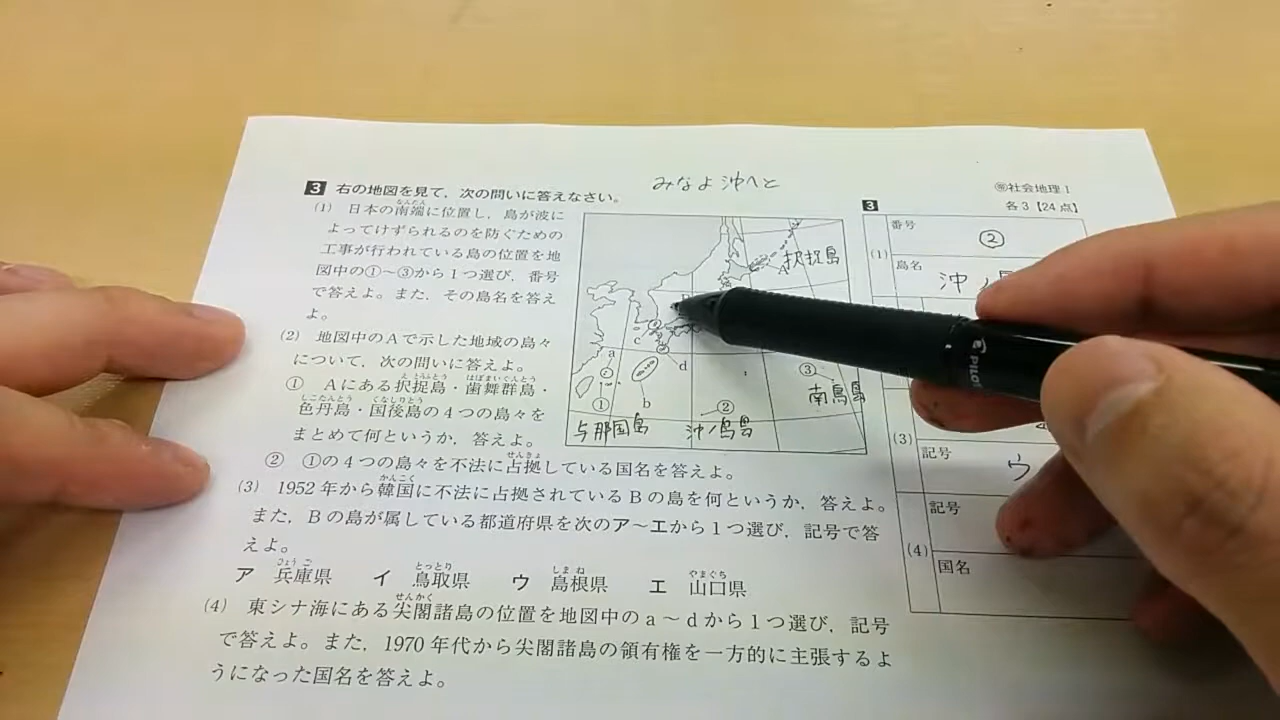 3 右の地図を見て，次の問いに答えなさい。
みなよ沖へと
社会地理Ⅰ
各3【24点】
(1) 日本の南端に位置し，島が波に
よってけずられるのを防ぐための
工事が行われている島の位置を地
図中の①～③から1つ選び，番号
で答えよ。また，その島名を答え
よ。
(2) 地図中のAで示した地域の島々
について，次の問いに答えよ。
① Aにある択捉島・歯舞群島・
色丹島・国後島の4つの島々を
まとめて何というか，答えよ。
② ①の4つの島々を不法に占拠している国名を答えよ。
(3) 1952年から韓国に不法に占拠されているBの島を何というか，答えよ。
また，Bの島が属している都道府県を次のア～エから1つ選び，記号で答
えよ。
ア 兵庫県 イ 鳥取県 ウ 島根県 エ 山口県
(4) 東シナ海にある尖閣諸島の位置を地図中のa～dから1つ選び，記号
で答えよ。また，1970年代から尖閣諸島の領有権を一方的に主張するよ
うになった国名を答えよ。
択捉島
A
c
a
d
b
①
②
③
南鳥島
与那国島
沖ノ鳥島
3
(1)
番号
②
島名
沖ノ
(3)
記号
ウ
(4)
記号
国名
PILOT